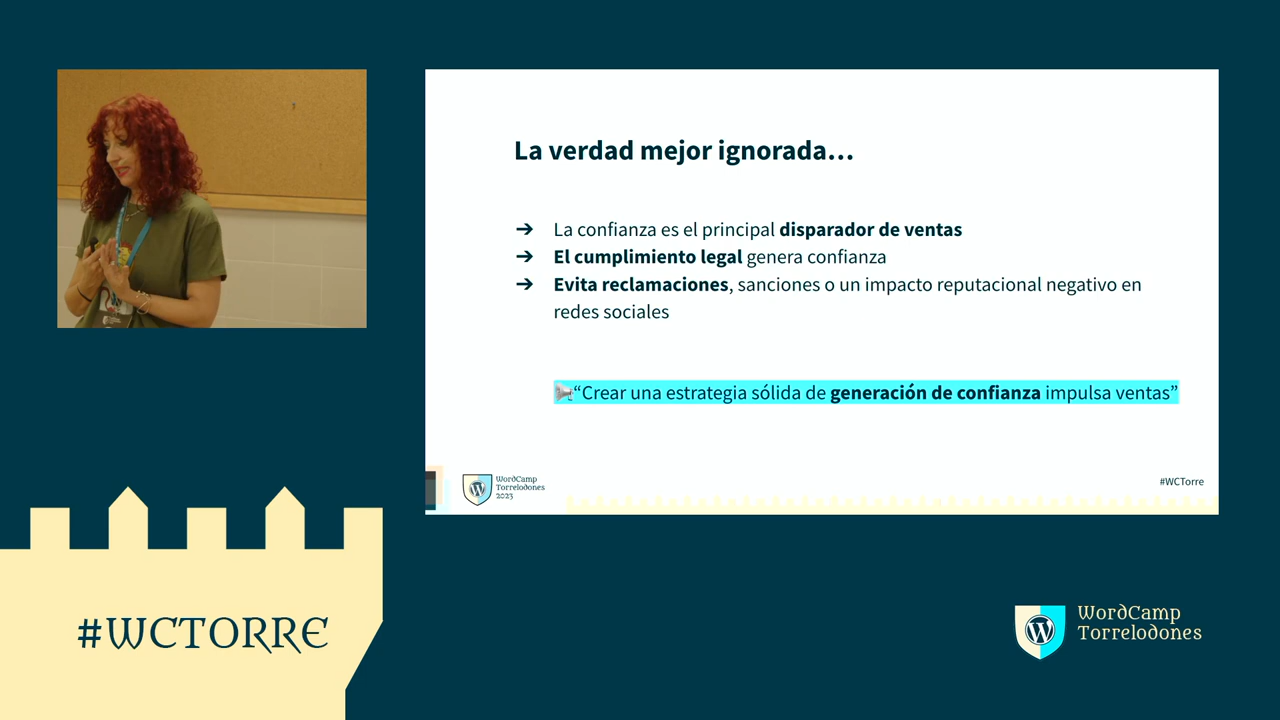 La verdad mejor ignorada…
➔ La confianza es el principal disparador de ventas
➔ El cumplimiento legal genera confianza
➔ Evita reclamaciones, sanciones o un impacto reputacional negativo en
redes sociales
“Crear una estrategia sólida de generación de confianza impulsa ventas”
WordCamp
Torrelodones
2023
#WCTorre
#WCTORRE
WordCamp
Torrelodones